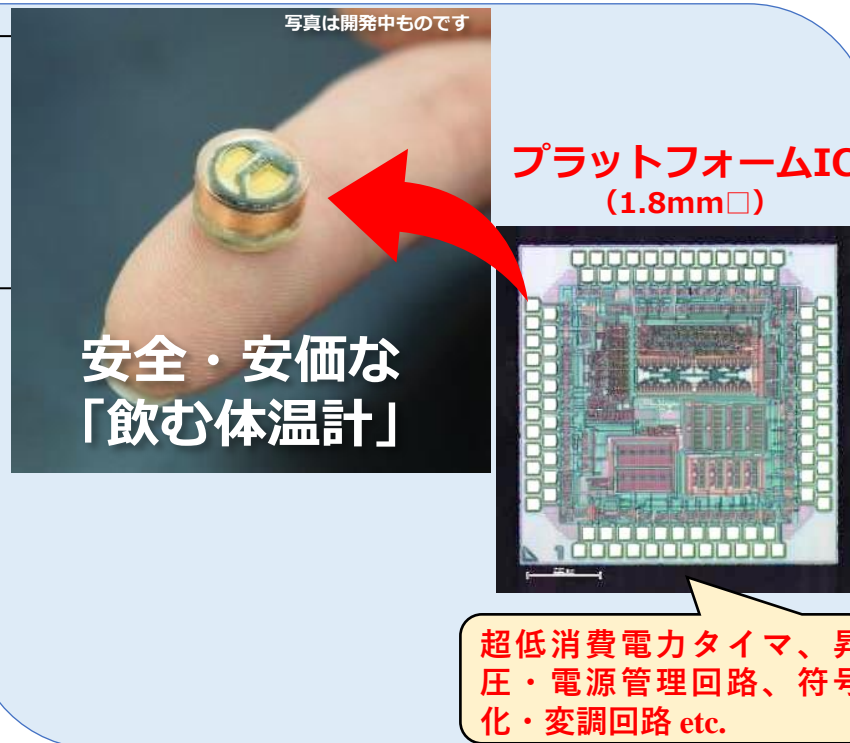 写真は開発中ものです
プラットフォームIC
（1.8mm□）
安全・安価な
「飲む体温計」
超低消費電力タイマ、昇
圧・電源管理回路、符号
化・変調回路 etc.